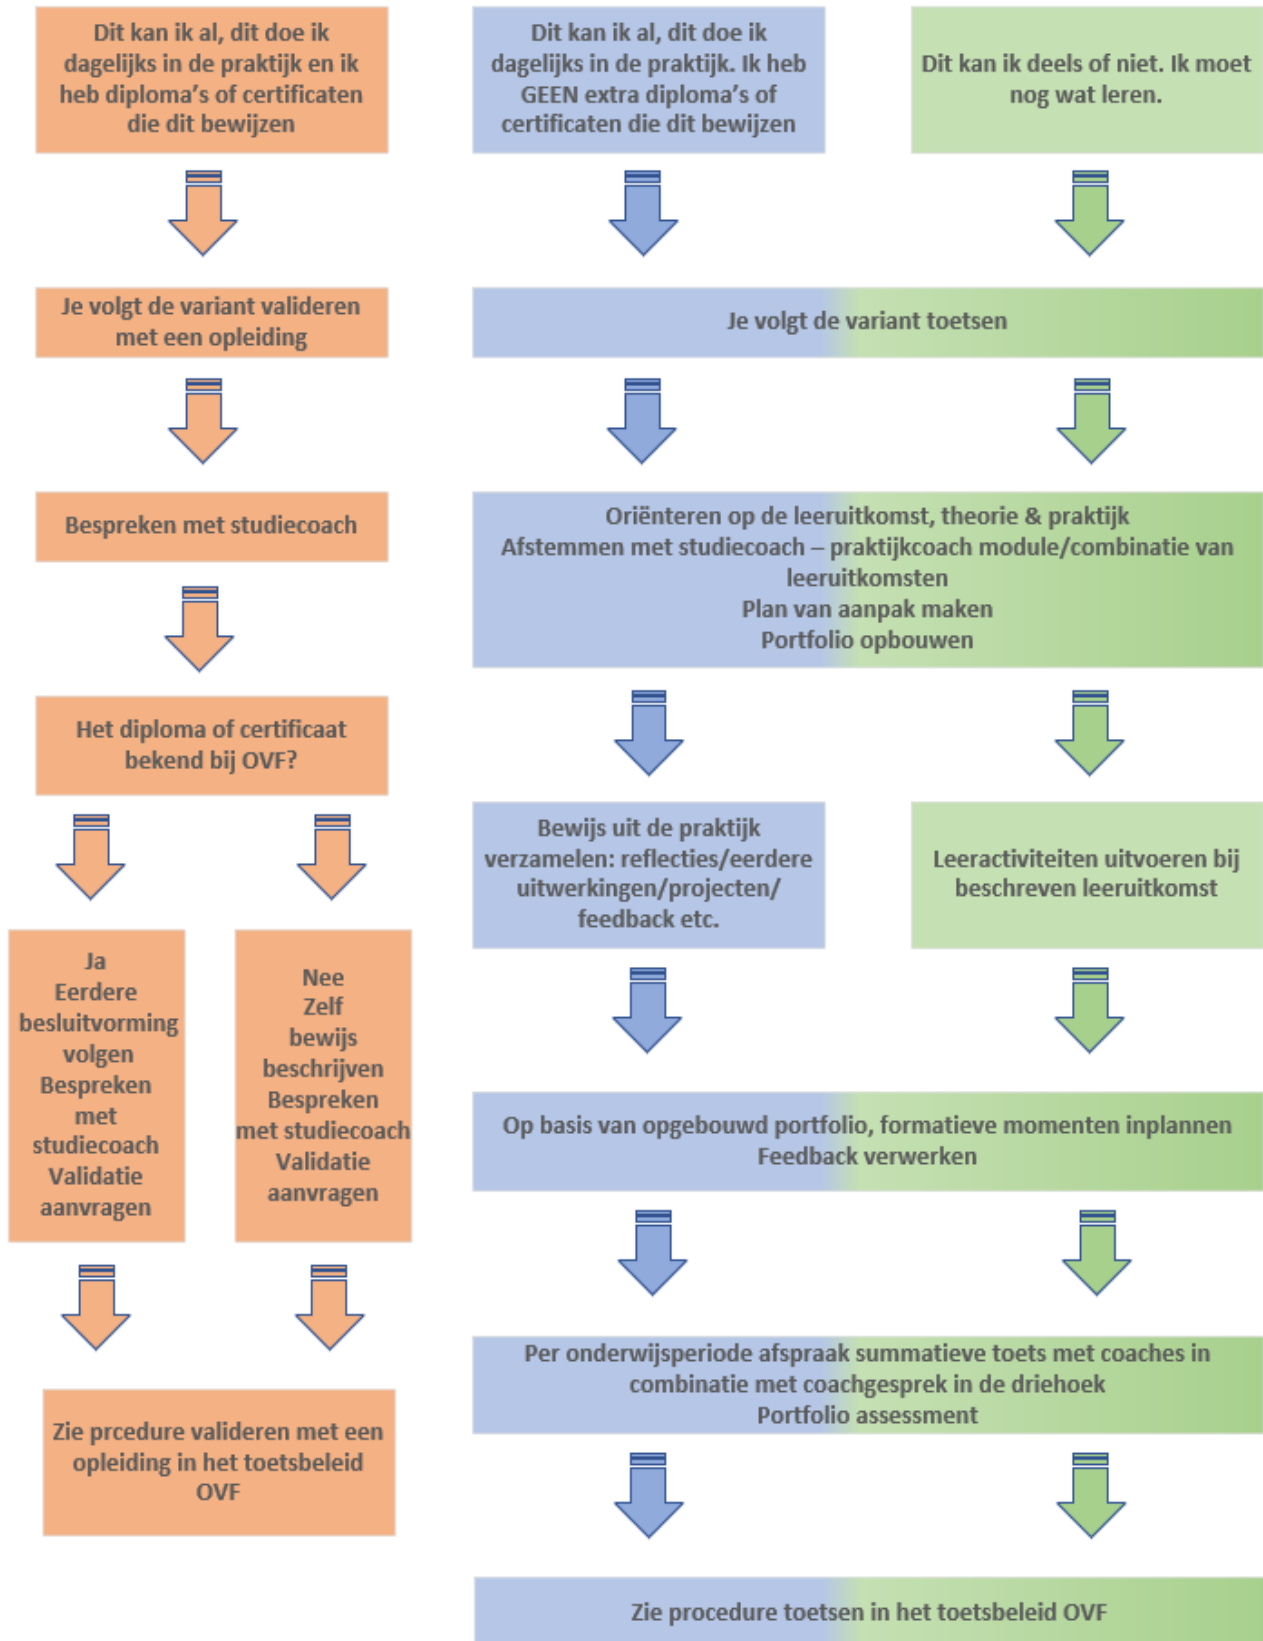 Dit kan ik al, dit doe ik
dagelijks in de praktijk en ik
heb diploma's of certificaten
die dit bewijzen
Dit kan ik al, dit doe ik
dagelijks in de praktijk. Ik heb
GEEN extra diploma's of
certificaten die dit bewijzen
Dit kan ik deels of niet. Ik moet
nog wat leren.
Je volgt de variant valideren
met een opleiding
Je volgt de variant toetsen
Bespreken met studiecoach
Oriënteren op de leeruitkomst, theorie & praktijk
Afstemmen met studiecoach – praktijkcoach module/combinatie van
leeruitkomsten
Plan van aanpak maken
Portfolio opbouwen
Het diploma of certificaat
bekend bij OVF?
Bewijs uit de praktijk
verzamelen: reflecties/eerdere
uitwerkingen/projecten/
feedback etc.
Leeractiviteiten uitvoeren bij
beschreven leeruitkomst
Ja
Eerdere
besluitvorming
volgen
Bespreken
met
studiecoach
Validatie
aanvragen
Nee
Zelf
bewijs
beschrijven
Bespreken
met studiecoach
Validatie
aanvragen
Op basis van opgebouwd portfolio, formatieve momenten inplannen
Feedback verwerken
Per onderwijsperiode afspraak summatieve toets met coaches in
combinatie met coachgesprek in de driehoek
Portfolio assessment
Zie prcedure valideren met een
opleiding in het toetsbeleid
OVF
Zie procedure toetsen in het toetsbeleid OVF